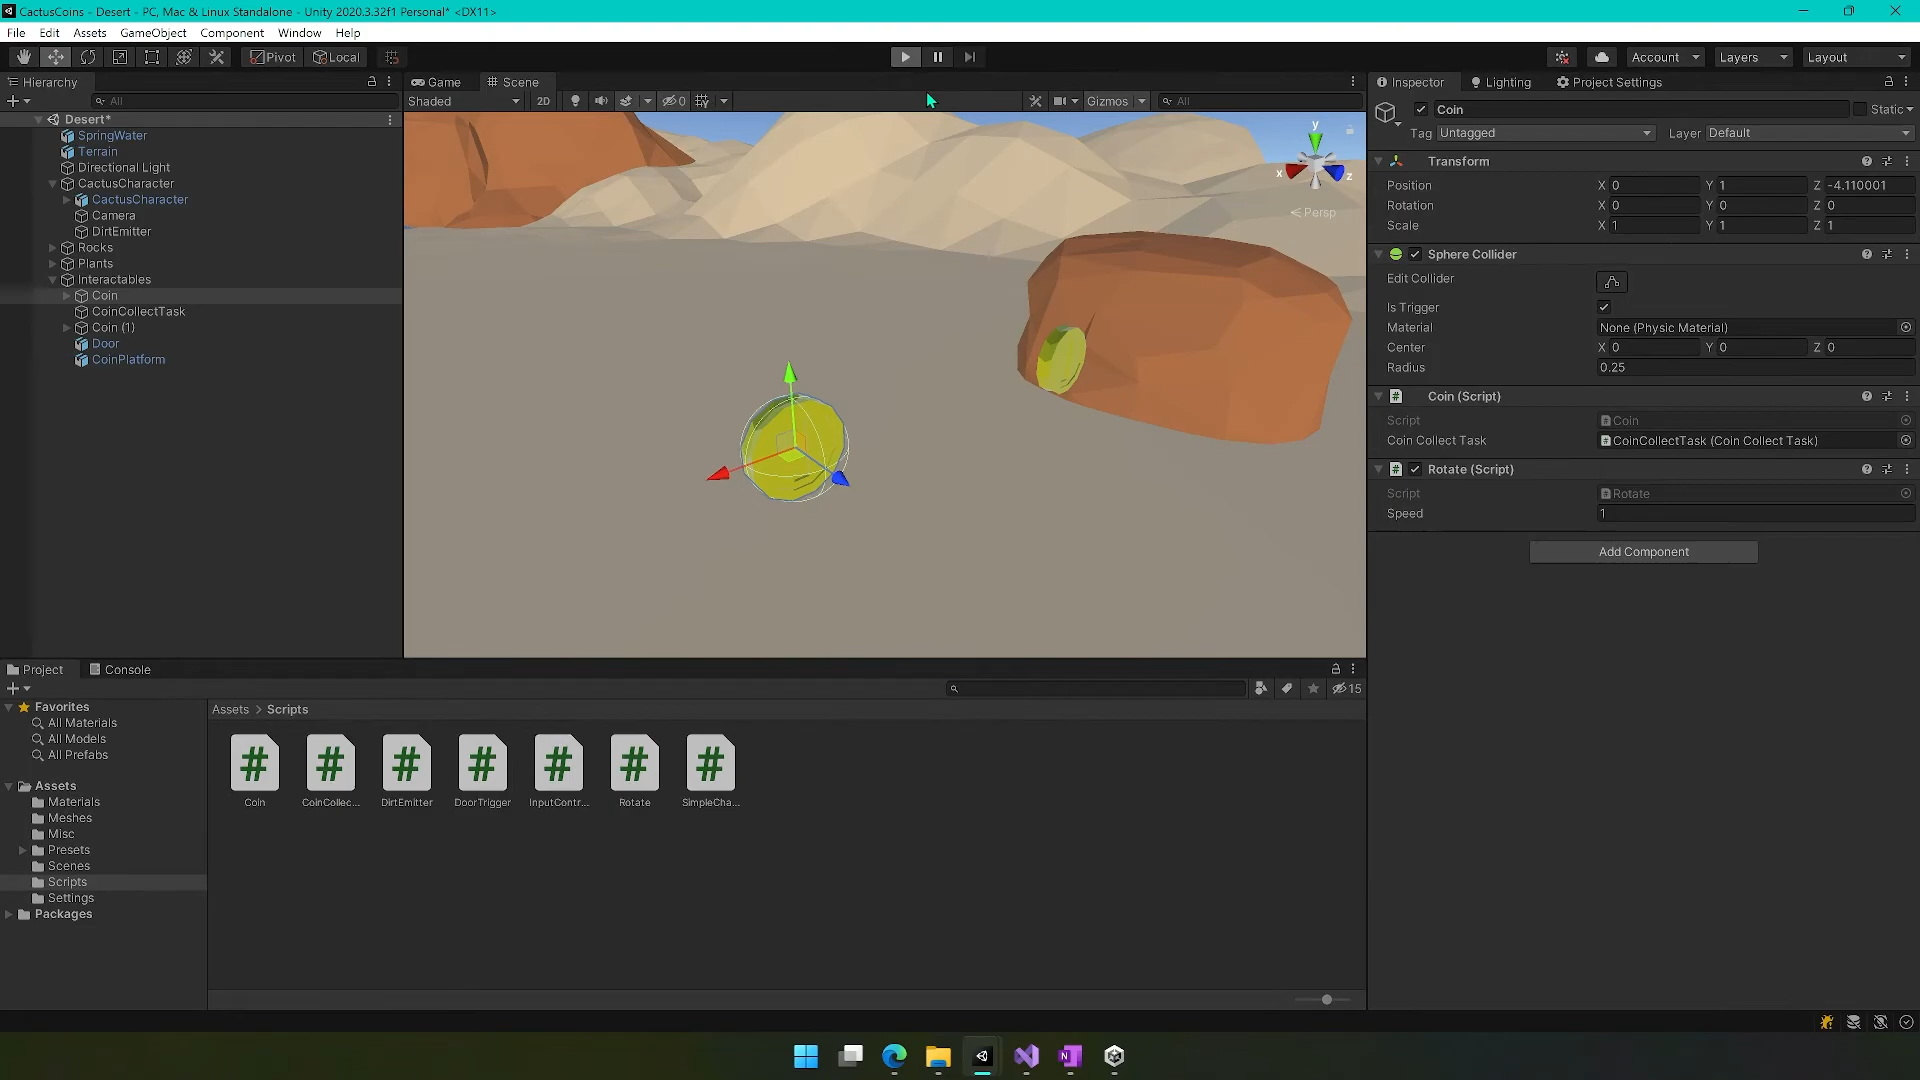 CactusCoins - Desert - PC, Mac & Linux Standalone - Unity 2020.3.32f1 Personal* <DX11>
File Edit Assets GameObject Component Window Help
Pivot Local Account Layers Layout
Hierarchy
All
Desert*
SpringWater
Terrain
Directional Light
CactusCharacter
CactusCharacter
Camera
DirtEmitter
Rocks
Plants
Interactables
Coin
CoinCollectTask
Coin (1)
Door
CoinPlatform
Game Scene
Shaded 2D 0 Gizmos All
y
x z
Persp
Inspector Lighting Project Settings
Coin Static
Tag Untagged Layer Default
Transform
Position X 0 Y 1 Z -4.110001
Rotation X 0 Y 0 Z 0
Scale X 1 Y 1 Z 1
Sphere Collider
Edit Collider
Is Trigger
Material None (Physic Material)
Center X 0 Y 0 Z 0
Radius 0.25
# Coin (Script)
Script Coin
Coin Collect Task CoinCollectTask (Coin Collect Task)
# Rotate (Script)
Script Rotate
Speed 1
Add Component
Project Console
15
Favorites
All Materials
All Models
All Prefabs
Assets
Materials
Meshes
Misc
Presets
Scenes
Scripts
Settings
Packages
Assets > Scripts
# # # # # # #
Coin CoinCollec... DirtEmitter DoorTrigger InputContr... Rotate SimpleCha...
N